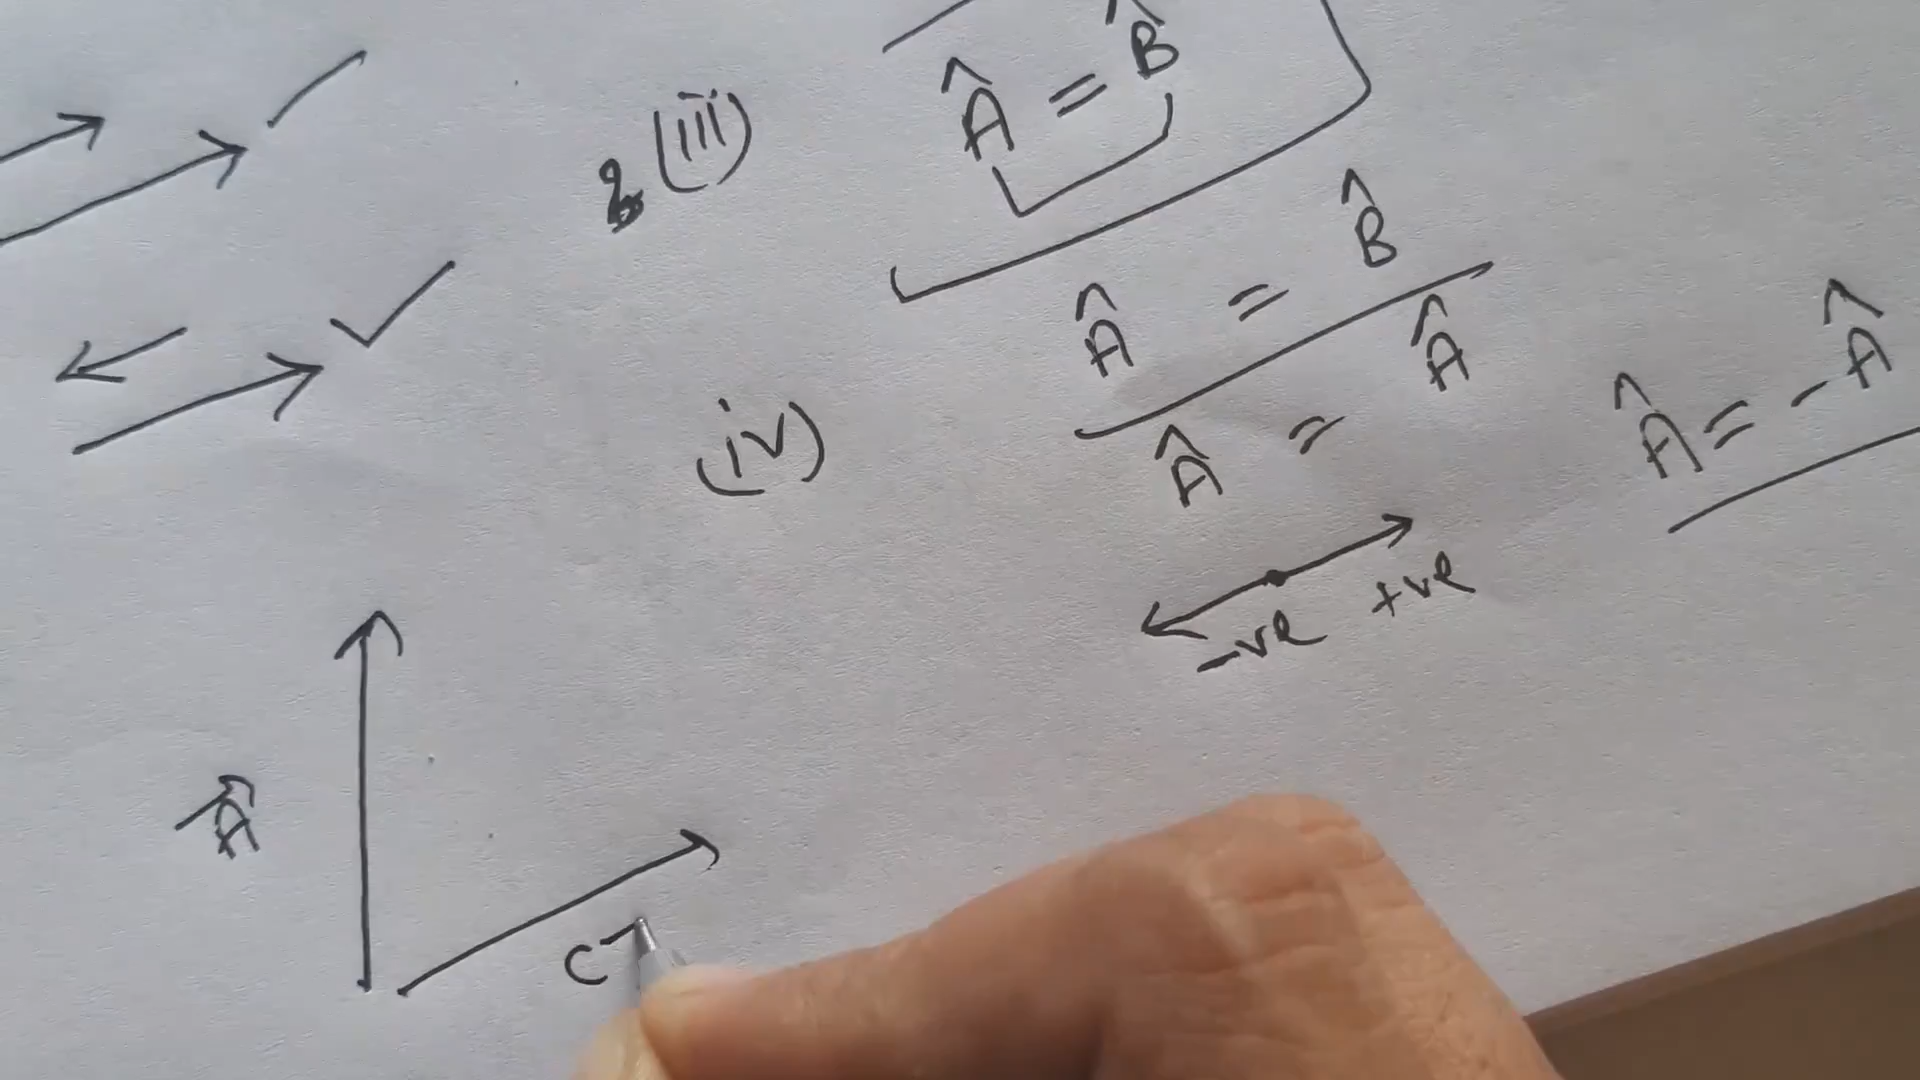 (iii) Â = B̂
Â = B̂
(iv) Â = Â
Â = -Â
-ve +ve
A⃗
C